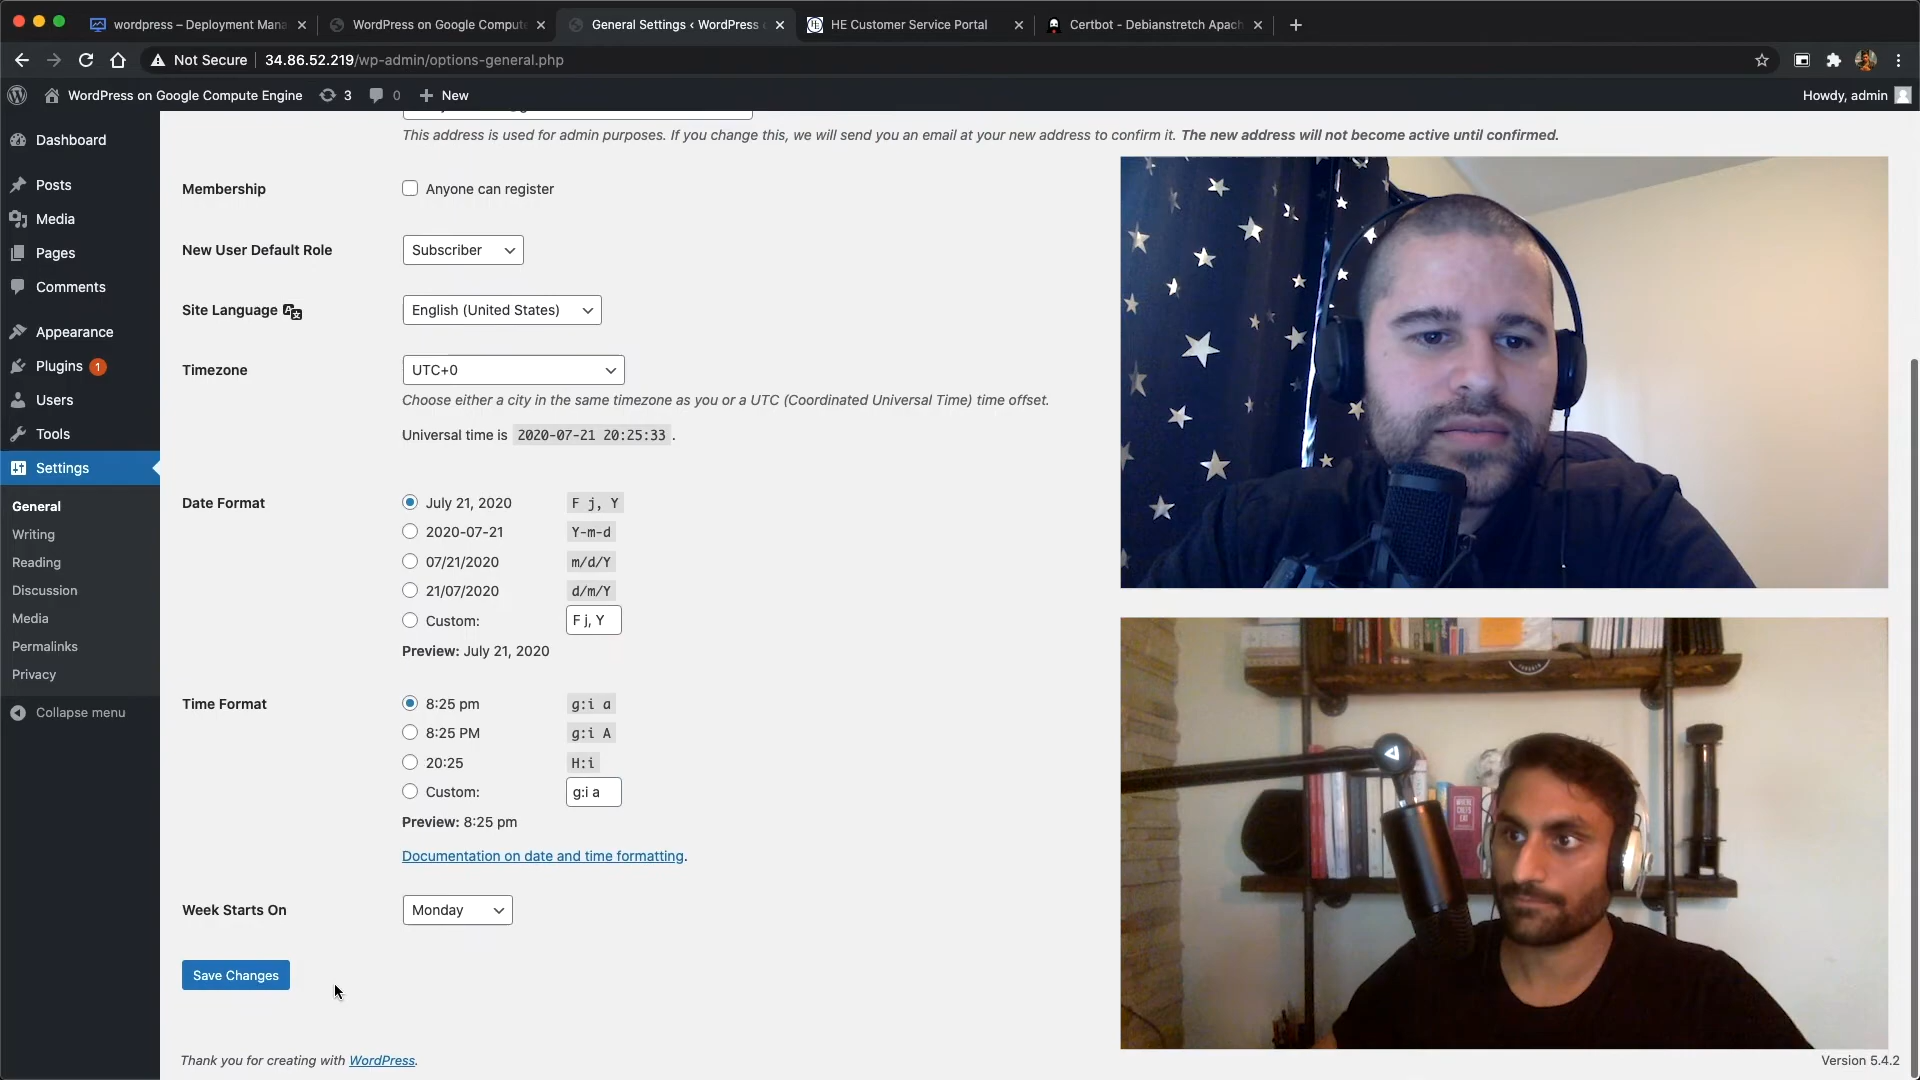 wordpress – Deployment Mana
WordPress on Google Compute
General Settings ‹ WordPress
HE Customer Service Portal
Certbot - Debianstretch Apach
Not Secure 34.86.52.219/wp-admin/options-general.php
WordPress on Google Compute Engine 3 0 New Howdy, admin
Dashboard
Posts
Media
Pages
Comments
Appearance
Plugins 1
Users
Tools
Settings
General
Writing
Reading
Discussion
Media
Permalinks
Privacy
Collapse menu
This address is used for admin purposes. If you change this, we will send you an email at your new address to confirm it. The new address will not become active until confirmed.
Membership Anyone can register
New User Default Role Subscriber
Site Language English (United States)
Timezone UTC+0
Choose either a city in the same timezone as you or a UTC (Coordinated Universal Time) time offset.
Universal time is 2020-07-21 20:25:33 .
Date Format July 21, 2020 F j, Y
2020-07-21 Y-m-d
07/21/2020 m/d/Y
21/07/2020 d/m/Y
Custom: F j, Y
Preview: July 21, 2020
Time Format 8:25 pm g:i a
8:25 PM g:i A
20:25 H:i
Custom: g:i a
Preview: 8:25 pm
Documentation on date and time formatting.
Week Starts On Monday
Save Changes
Thank you for creating with WordPress.
Version 5.4.2